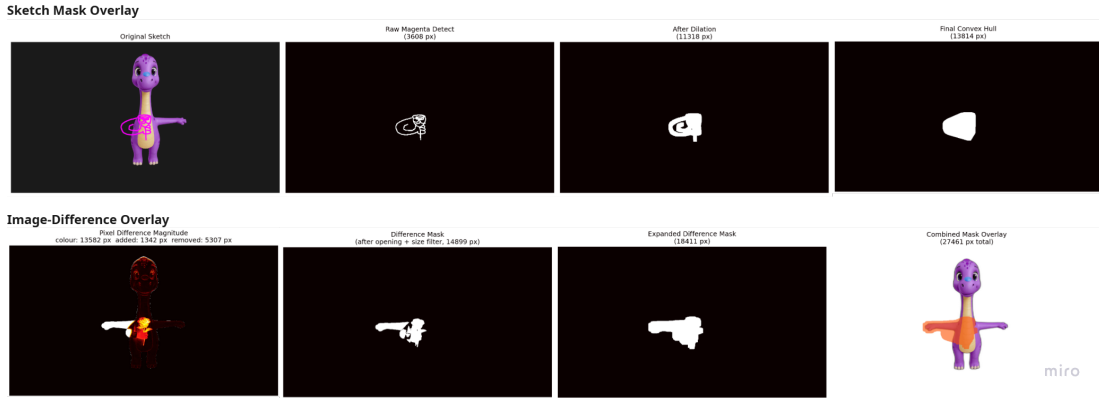 Sketch Mask Overlay
Original Sketch
Raw Magenta Detect
(3608 px)
After Dilation
(11318 px)
Final Convex Hull
(13814 px)
Image-Difference Overlay
Pixel Difference Magnitude
colour: 13582 px  added: 1342 px  removed: 5307 px
Difference Mask
(after opening + size filter, 14899 px)
Expanded Difference Mask
(18411 px)
Combined Mask Overlay
(27461 px total)
miro